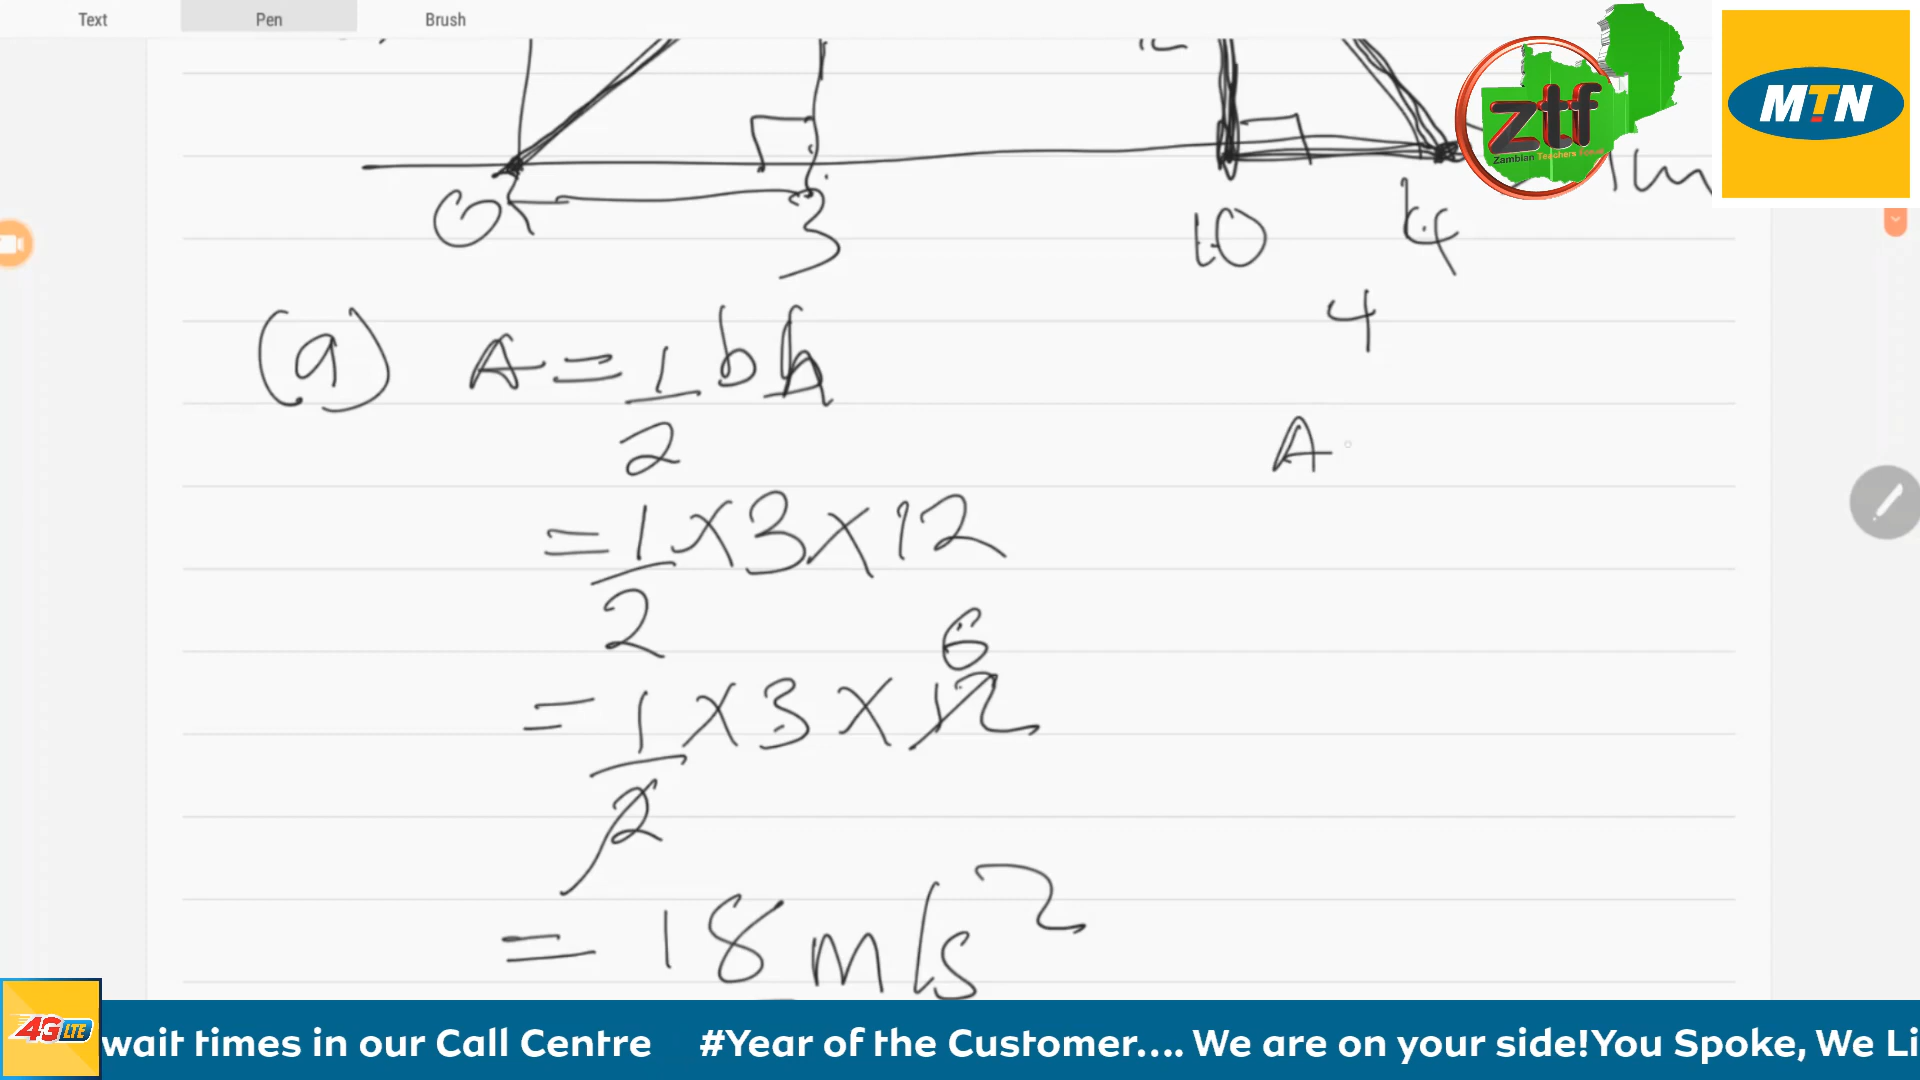 Text Pen Brush
12
ztf
Zambian Teachers Forum
MTN
0 3 10 14
4
(a) A = 1/2 bh
A
= 1/2 × 3 × 12
6
= 1/2 × 3 × 12
= 18 m/s²
4G LTE
wait times in our Call Centre #Year of the Customer.... We are on your side!You Spoke, We Li